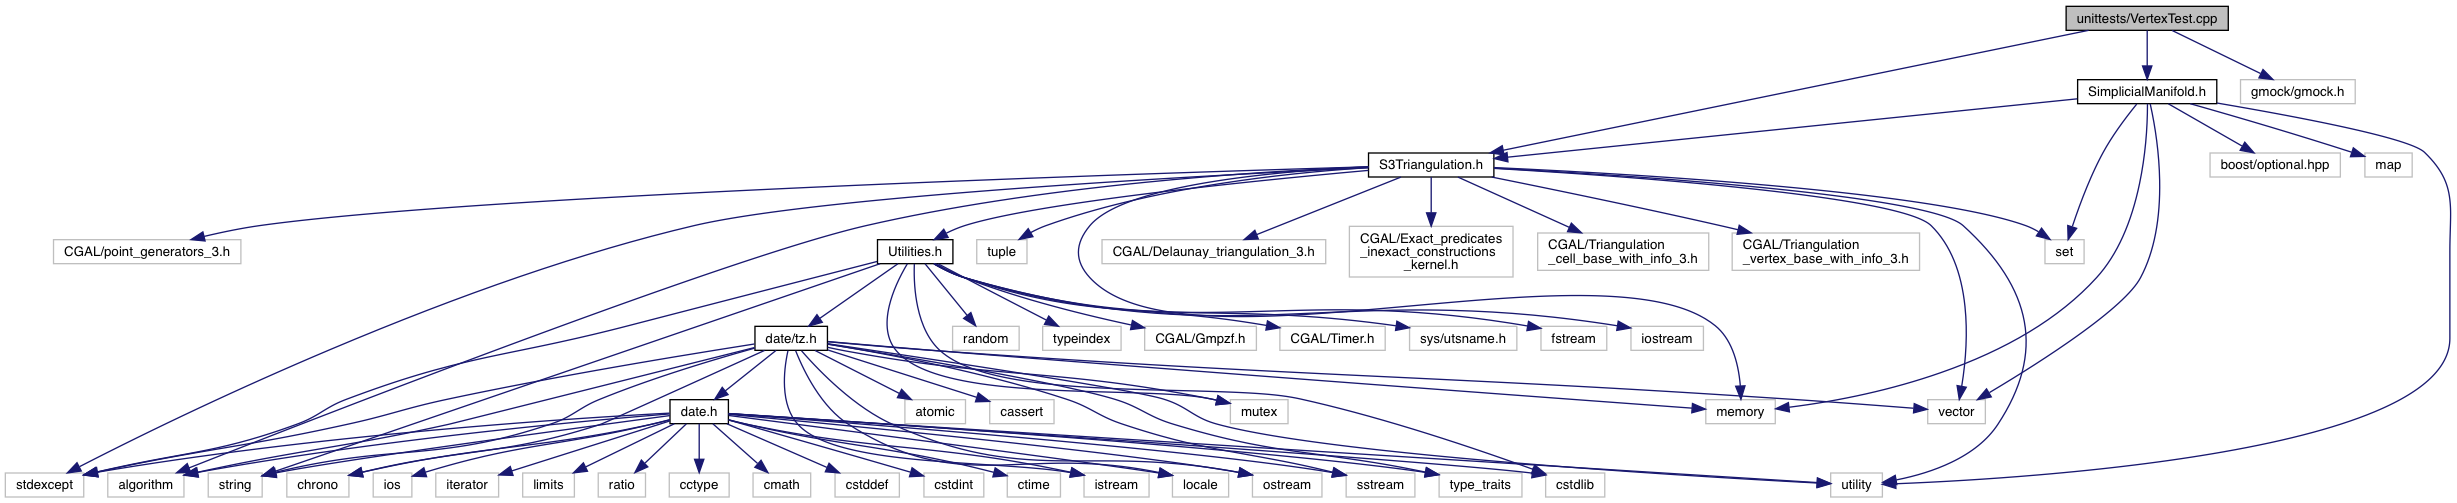 unittests/VertexTest.cpp
SimplicialManifold.h
gmock/gmock.h
S3Triangulation.h
boost/optional.hpp
map
CGAL/point_generators_3.h
Utilities.h
tuple
CGAL/Delaunay_triangulation_3.h
CGAL/Exact_predicates
_inexact_constructions
_kernel.h
CGAL/Triangulation
_cell_base_with_info_3.h
CGAL/Triangulation
_vertex_base_with_info_3.h
set
date/tz.h
random
typeindex
CGAL/Gmpzf.h
CGAL/Timer.h
sys/utsname.h
fstream
iostream
date.h
atomic
cassert
mutex
memory
vector
stdexcept
algorithm
string
chrono
ios
iterator
limits
ratio
cctype
cmath
cstddef
cstdint
ctime
istream
locale
ostream
sstream
type_traits
cstdlib
utility